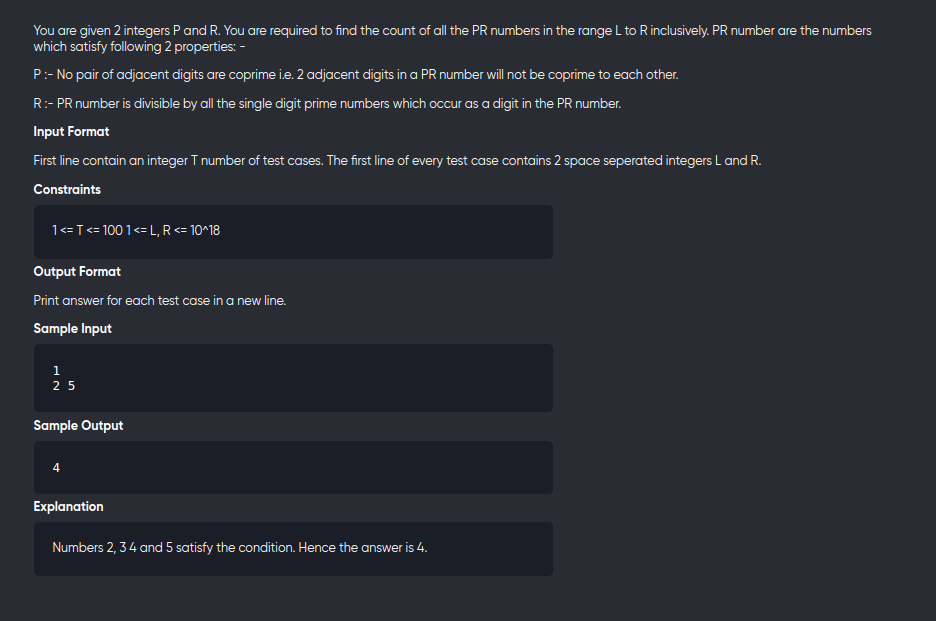 You are given 2 integers P and R. You are required to find the count of all the PR numbers in the range L to R inclusively. PR number are the numbers
which satisfy following 2 properties: -
P :- No pair of adjacent digits are coprime i.e. 2 adjacent digits in a PR number will not be coprime to each other.
R :- PR number is divisible by all the single digit prime numbers which occur as a digit in the PR number.
Input Format
First line contain an integer T number of test cases. The first line of every test case contains 2 space seperated integers L and R.
Constraints
1 <= T <= 100 1 <= L, R <= 10^18
Output Format
Print answer for each test case in a new line.
Sample Input
1
2 5
Sample Output
4
Explanation
Numbers 2, 3 4 and 5 satisfy the condition. Hence the answer is 4.